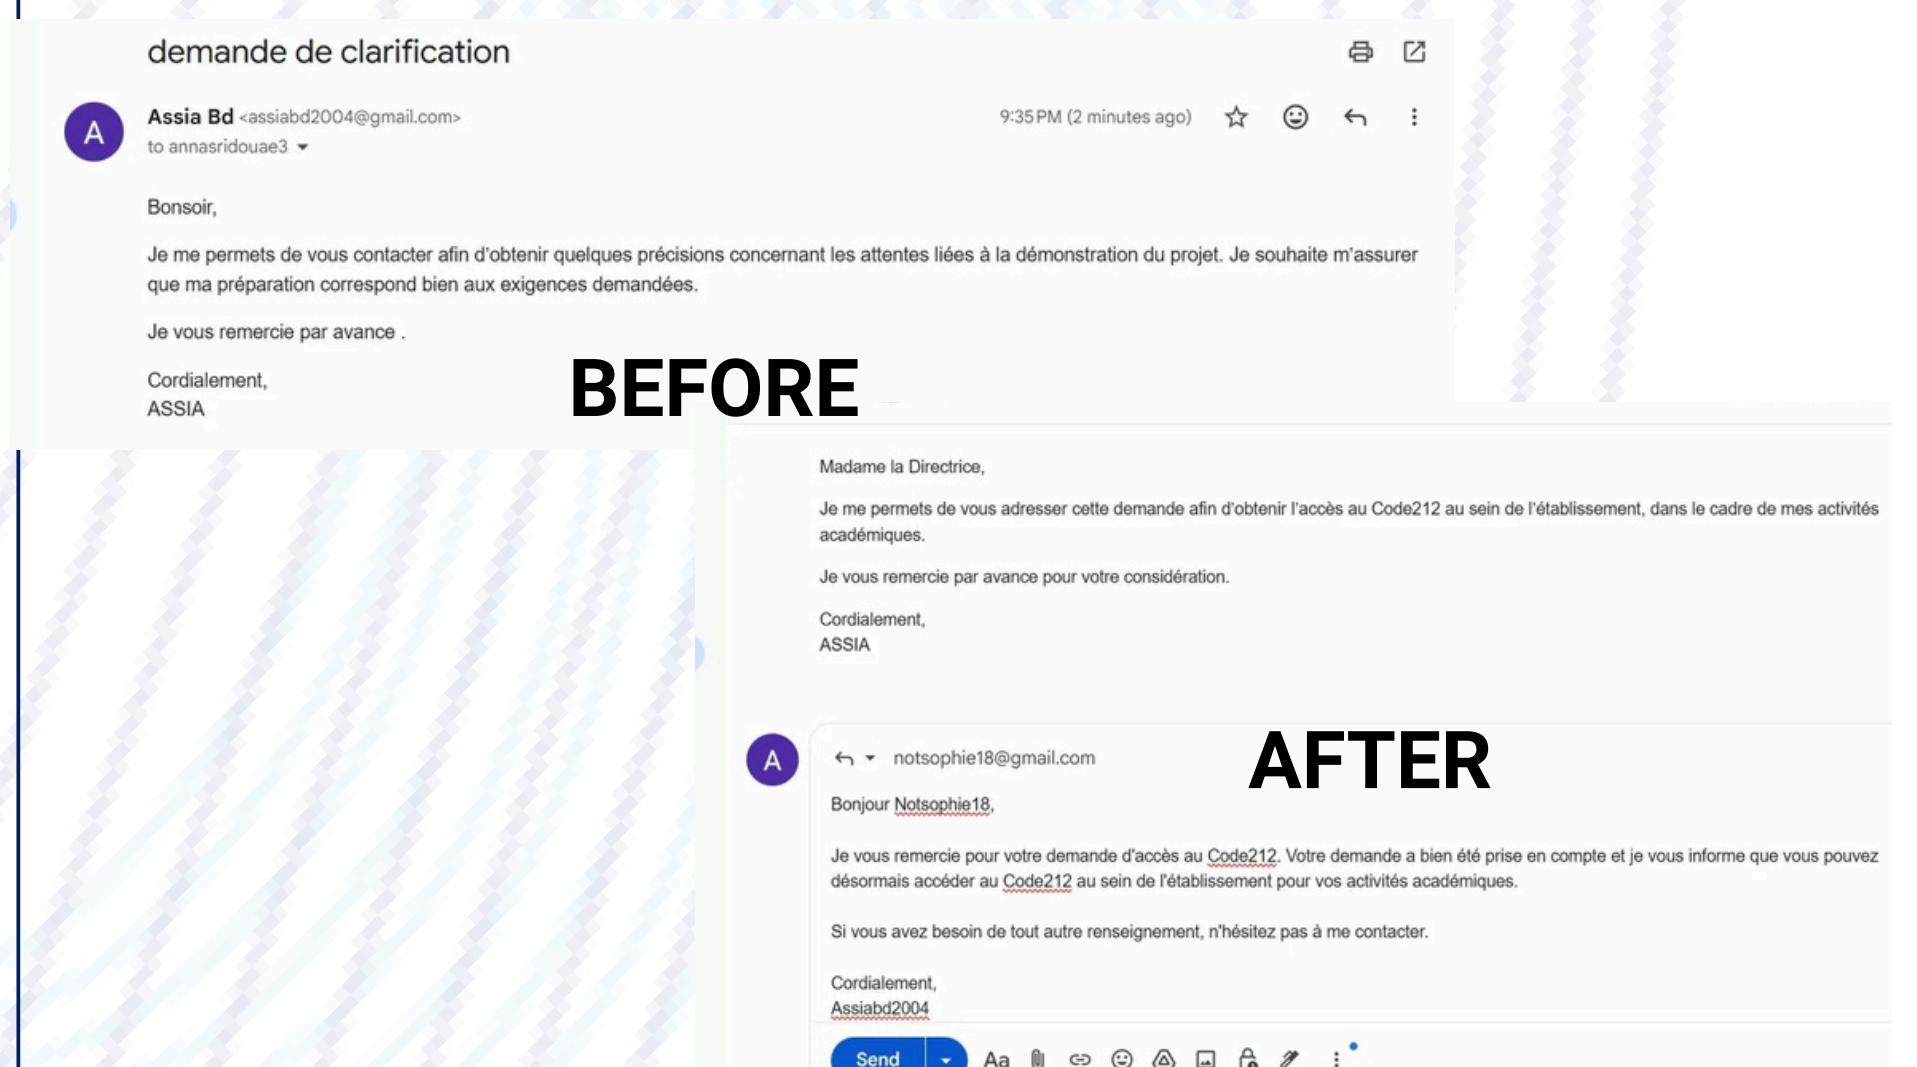 demande de clarification
Assia Bd <assiabd2004@gmail.com>
9:35 PM (2 minutes ago)
to annasridouae3
A
Bonsoir,
Je me permets de vous contacter afin d'obtenir quelques précisions concernant les attentes liées à la démonstration du projet. Je souhaite m'assurer
que ma préparation correspond bien aux exigences demandées.
Je vous remercie par avance .
Cordialement,
ASSIA
BEFORE
Madame la Directrice,
Je me permets de vous adresser cette demande afin d'obtenir l'accès au Code212 au sein de l'établissement, dans le cadre de mes activités
académiques.
Je vous remercie par avance pour votre considération.
Cordialement,
ASSIA
AFTER
A
notsophie18@gmail.com
Bonjour Notsophie18,
Je vous remercie pour votre demande d'accès au Code212. Votre demande a bien été prise en compte et je vous informe que vous pouvez
désormais accéder au Code212 au sein de l'établissement pour vos activités académiques.
Si vous avez besoin de tout autre renseignement, n'hésitez pas à me contacter.
Cordialement,
Assiabd2004
Send
Aa